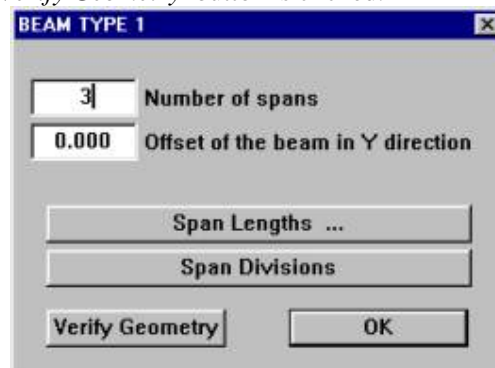 BEAM TYPE 1
3 Number of spans
0.000 Offset of the beam in Y direction
Span Lengths ...
Span Divisions
Verify Geometry OK